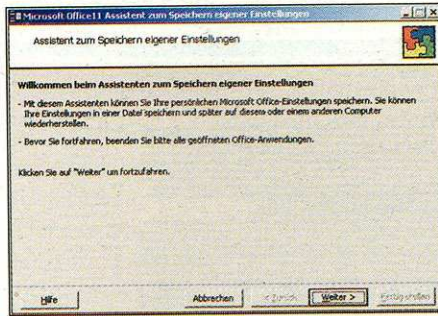 Microsoft Office11 Assistent zum Speichern eigener Einstellungen
Assistent zum Speichern eigener Einstellungen
Willkommen beim Assistenten zum Speichern eigener Einstellungen
- Mit diesem Assistenten können Sie Ihre persönlichen Microsoft Office-Einstellungen speichern. Sie können
Ihre Einstellungen in einer Datei speichern und später auf diesem oder einem anderen Computer
wiederherstellen.
- Bevor Sie fortfahren, beenden Sie bitte alle geöffneten Office-Anwendungen.
Klicken Sie auf "Weiter" um fortzufahren.
Hilfe Abbrechen < Zurück Weiter > Fertig stellen